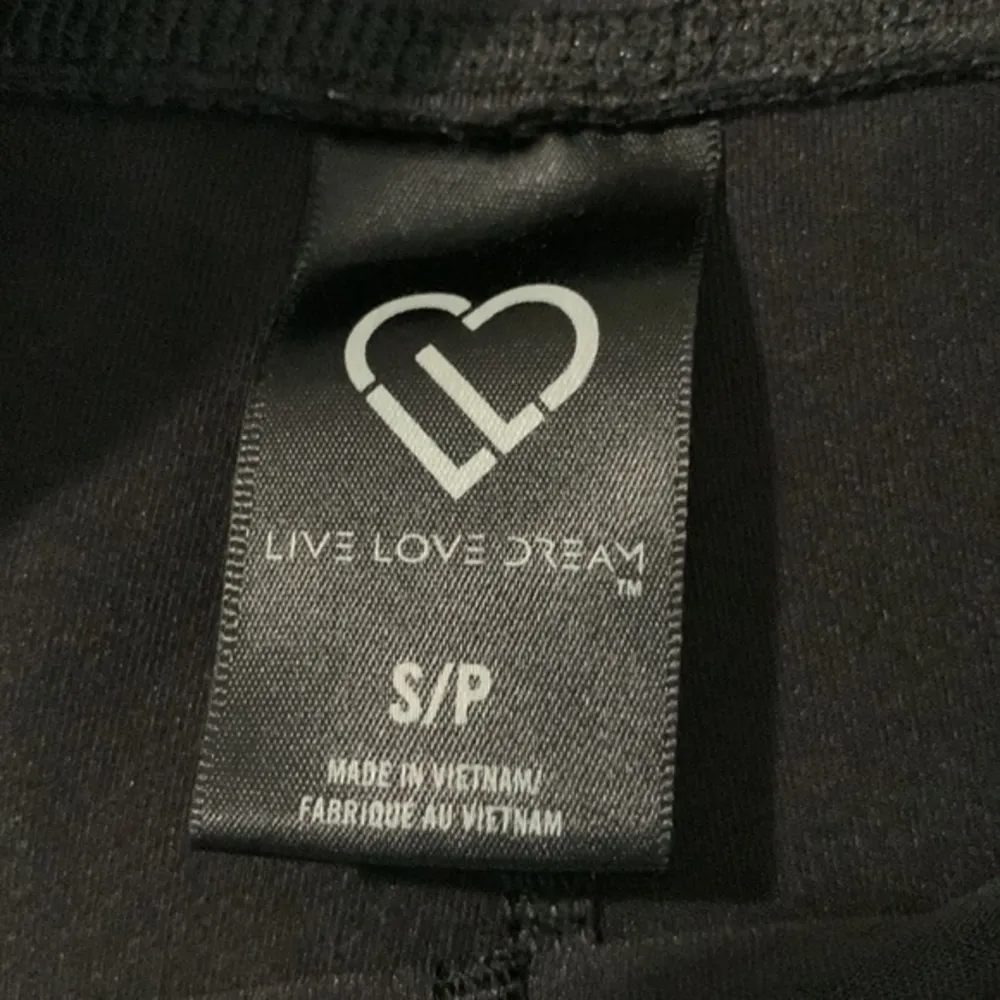 LIVE LOVE DREAM
TM
S/P
MADE IN VIETNAM/
FABRIQUE AU VIETNAM